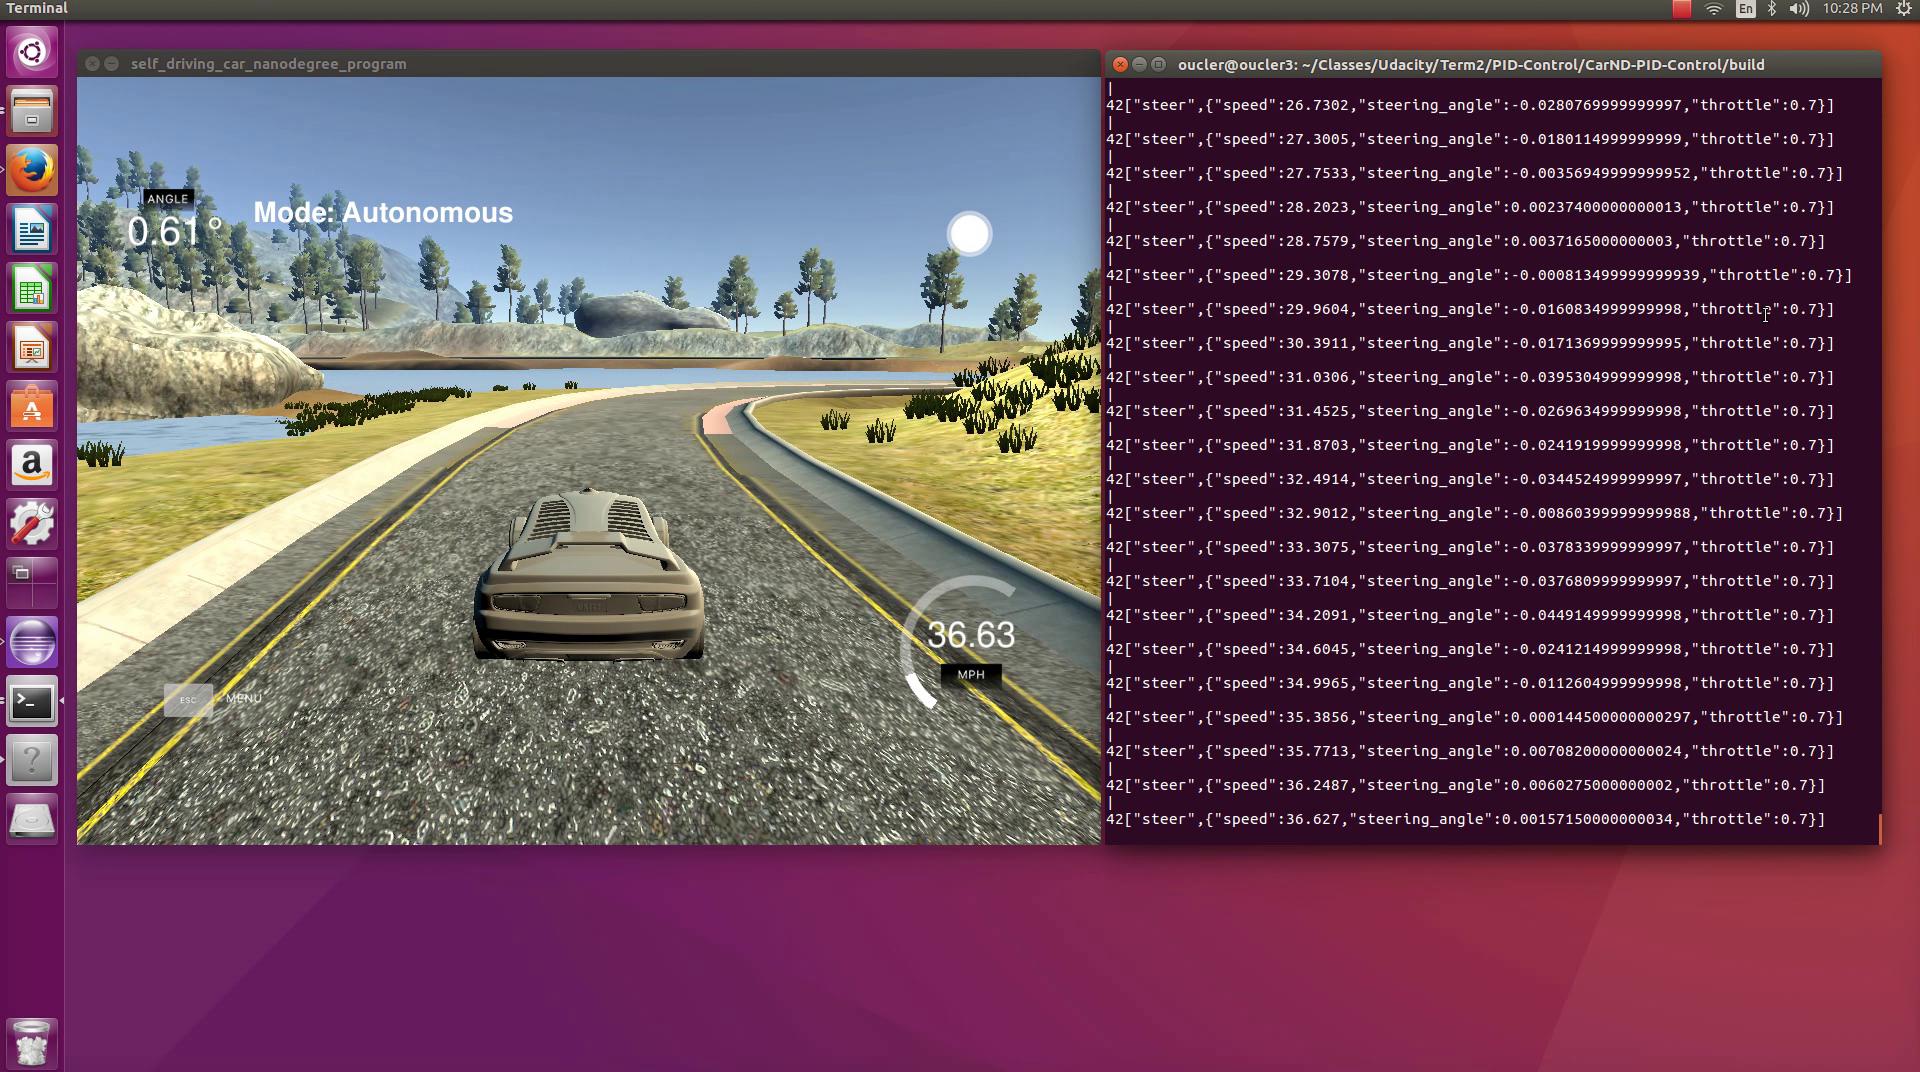 Terminal
En
10:28 PM
self_driving_car_nanodegree_program
ANGLE
0.61°
Mode: Autonomous
36.63
MPH
ESC
MENU
oucler@oucler3: ~/Classes/Udacity/Term2/PID-Control/CarND-PID-Control/build
|
42["steer",{"speed":26.7302,"steering_angle":-0.0280769999999997,"throttle":0.7}]
|
42["steer",{"speed":27.3005,"steering_angle":-0.0180114999999999,"throttle":0.7}]
|
42["steer",{"speed":27.7533,"steering_angle":-0.00356949999999952,"throttle":0.7}]
|
42["steer",{"speed":28.2023,"steering_angle":0.00237400000000013,"throttle":0.7}]
|
42["steer",{"speed":28.7579,"steering_angle":0.0037165000000003,"throttle":0.7}]
|
42["steer",{"speed":29.3078,"steering_angle":-0.000813499999999939,"throttle":0.7}]
|
42["steer",{"speed":29.9604,"steering_angle":-0.0160834999999998,"throttle":0.7}]
|
42["steer",{"speed":30.3911,"steering_angle":-0.0171369999999995,"throttle":0.7}]
|
42["steer",{"speed":31.0306,"steering_angle":-0.0395304999999998,"throttle":0.7}]
|
42["steer",{"speed":31.4525,"steering_angle":-0.0269634999999998,"throttle":0.7}]
|
42["steer",{"speed":31.8703,"steering_angle":-0.0241919999999998,"throttle":0.7}]
|
42["steer",{"speed":32.4914,"steering_angle":-0.0344524999999997,"throttle":0.7}]
|
42["steer",{"speed":32.9012,"steering_angle":-0.00860399999999988,"throttle":0.7}]
|
42["steer",{"speed":33.3075,"steering_angle":-0.0378339999999997,"throttle":0.7}]
|
42["steer",{"speed":33.7104,"steering_angle":-0.0376809999999997,"throttle":0.7}]
|
42["steer",{"speed":34.2091,"steering_angle":-0.0449149999999998,"throttle":0.7}]
|
42["steer",{"speed":34.6045,"steering_angle":-0.0241214999999998,"throttle":0.7}]
|
42["steer",{"speed":34.9965,"steering_angle":-0.0112604999999998,"throttle":0.7}]
|
42["steer",{"speed":35.3856,"steering_angle":0.000144500000000297,"throttle":0.7}]
|
42["steer",{"speed":35.7713,"steering_angle":0.00708200000000024,"throttle":0.7}]
|
42["steer",{"speed":36.2487,"steering_angle":0.0060275000000002,"throttle":0.7}]
|
42["steer",{"speed":36.627,"steering_angle":0.00157150000000034,"throttle":0.7}]